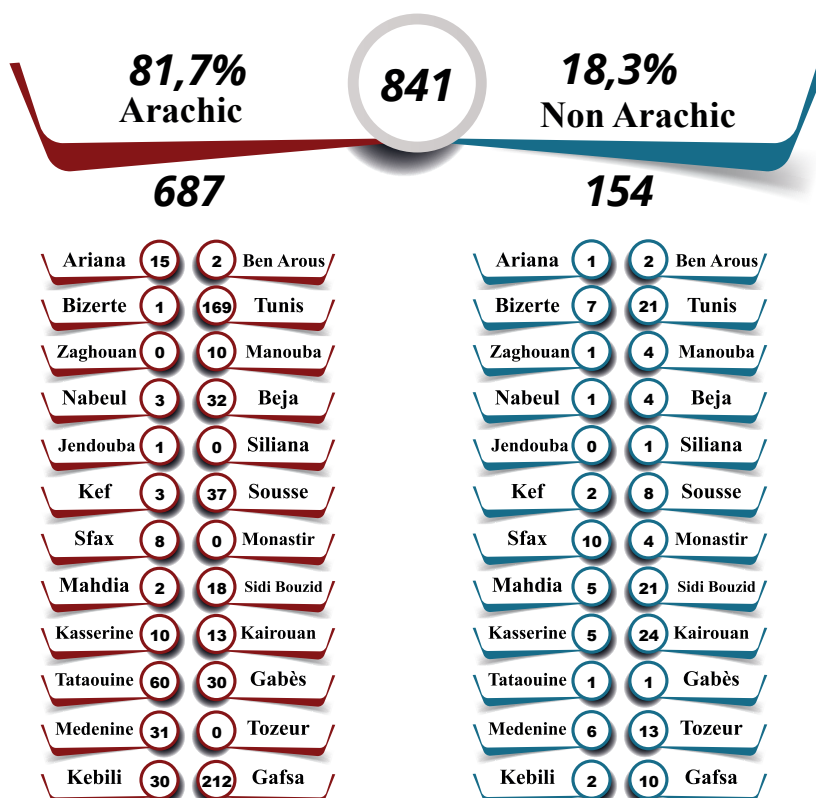 81,7%
Arachic
841
18,3%
Non Arachic
687
154
Ariana 15 2 Ben Arous
Bizerte 1 169 Tunis
Zaghouan 0 10 Manouba
Nabeul 3 32 Beja
Jendouba 1 0 Siliana
Kef 3 37 Sousse
Sfax 8 0 Monastir
Mahdia 2 18 Sidi Bouzid
Kasserine 10 13 Kairouan
Tataouine 60 30 Gabès
Medenine 31 0 Tozeur
Kebili 30 212 Gafsa
Ariana 1 2 Ben Arous
Bizerte 7 21 Tunis
Zaghouan 1 4 Manouba
Nabeul 1 4 Beja
Jendouba 0 1 Siliana
Kef 2 8 Sousse
Sfax 10 4 Monastir
Mahdia 5 21 Sidi Bouzid
Kasserine 5 24 Kairouan
Tataouine 1 1 Gabès
Medenine 6 13 Tozeur
Kebili 2 10 Gafsa